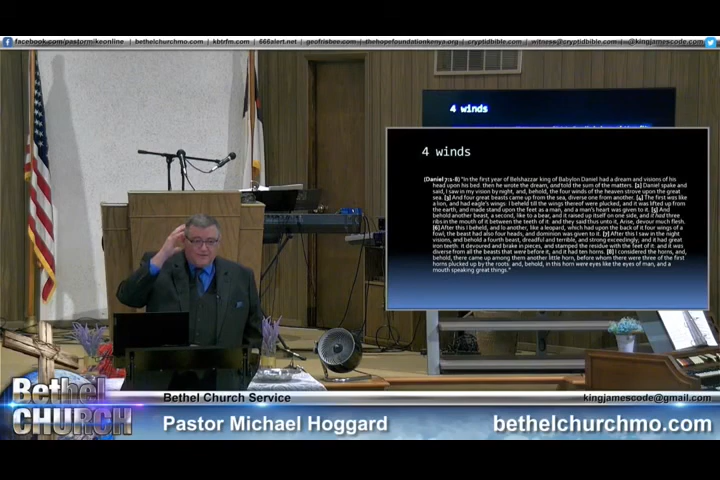 facebook.com/pastormikeonline | bethelchurchmo.com | kbtrfm.com | 666alert.net | geofrisbee.com | thehopefoundationkenya.org | cryptidbible.com | witness@cryptidbible.com | @kingjamescode.com
4 winds
4 winds
(Daniel 7:1-8) "In the first year of Belshazzar king of Babylon Daniel had a dream and visions of his
head upon his bed: then he wrote the dream, and told the sum of the matters. [2] Daniel spake and
said, I saw in my vision by night, and, behold, the four winds of the heaven strove upon the great
sea. [3] And four great beasts came up from the sea, diverse one from another. [4] The first was like
a lion, and had eagle's wings: I beheld till the wings thereof were plucked, and it was lifted up from
the earth, and made stand upon the feet as a man, and a man's heart was given to it. [5] And
behold another beast, a second, like to a bear, and it raised up itself on one side, and it had three
ribs in the mouth of it between the teeth of it: and they said thus unto it, Arise, devour much flesh.
[6] After this I beheld, and lo another, like a leopard, which had upon the back of it four wings of a
fowl; the beast had also four heads; and dominion was given to it. [7] After this I saw in the night
visions, and behold a fourth beast, dreadful and terrible, and strong exceedingly; and it had great
iron teeth: it devoured and brake in pieces, and stamped the residue with the feet of it: and it was
diverse from all the beasts that were before it; and it had ten horns. [8] I considered the horns, and,
behold, there came up among them another little horn, before whom there were three of the first
horns plucked up by the roots: and, behold, in this horn were eyes like the eyes of man, and a
mouth speaking great things."
Bethel
CHURCH
Bethel Church Service
kingjamescode@gmail.com
Pastor Michael Hoggard
bethelchurchmo.com